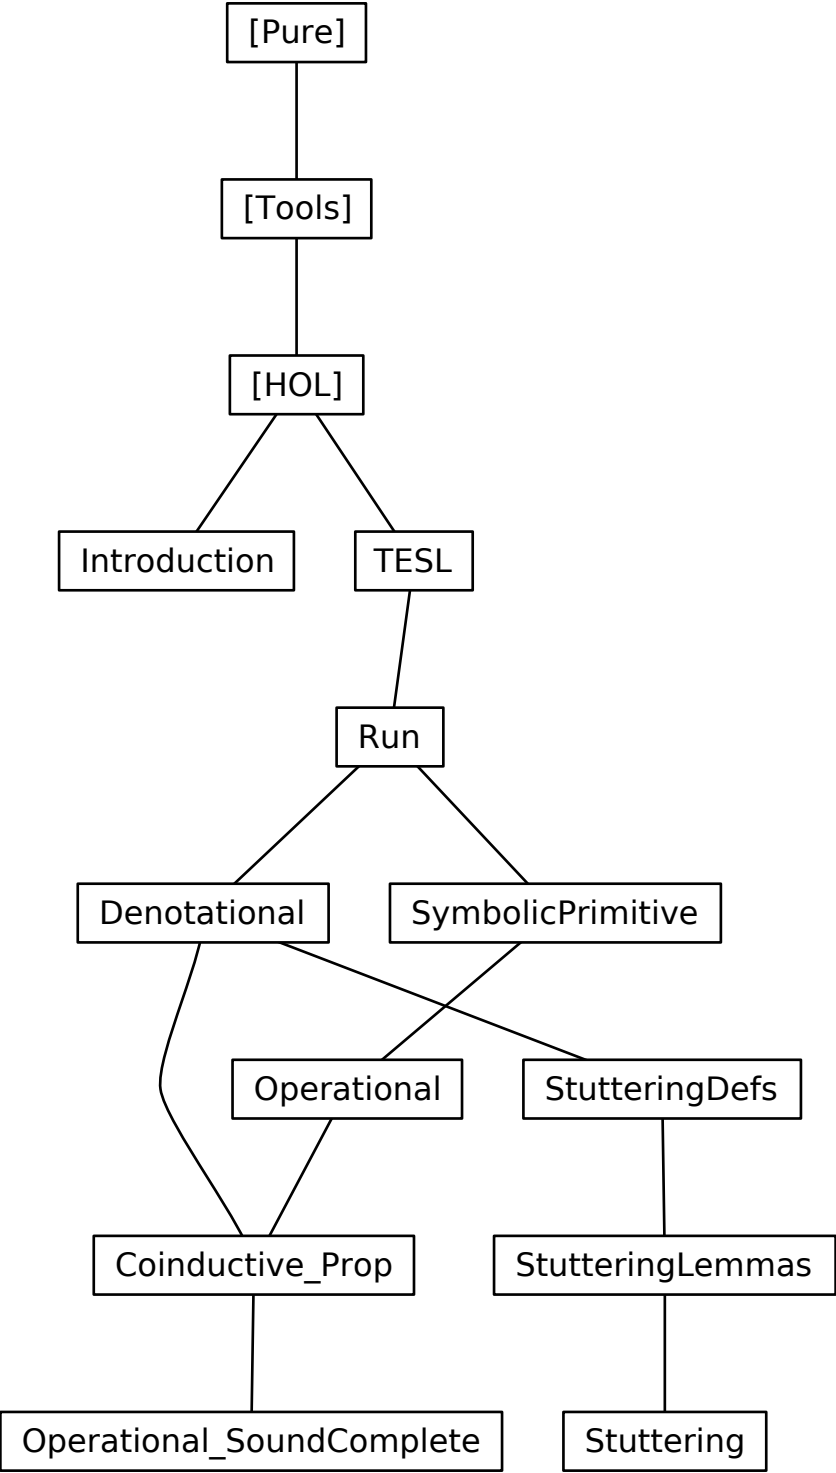 [Pure]
[Tools]
[HOL]
Introduction
TESL
Run
Denotational
SymbolicPrimitive
Operational
StutteringDefs
Coinductive_Prop
StutteringLemmas
Operational_SoundComplete
Stuttering